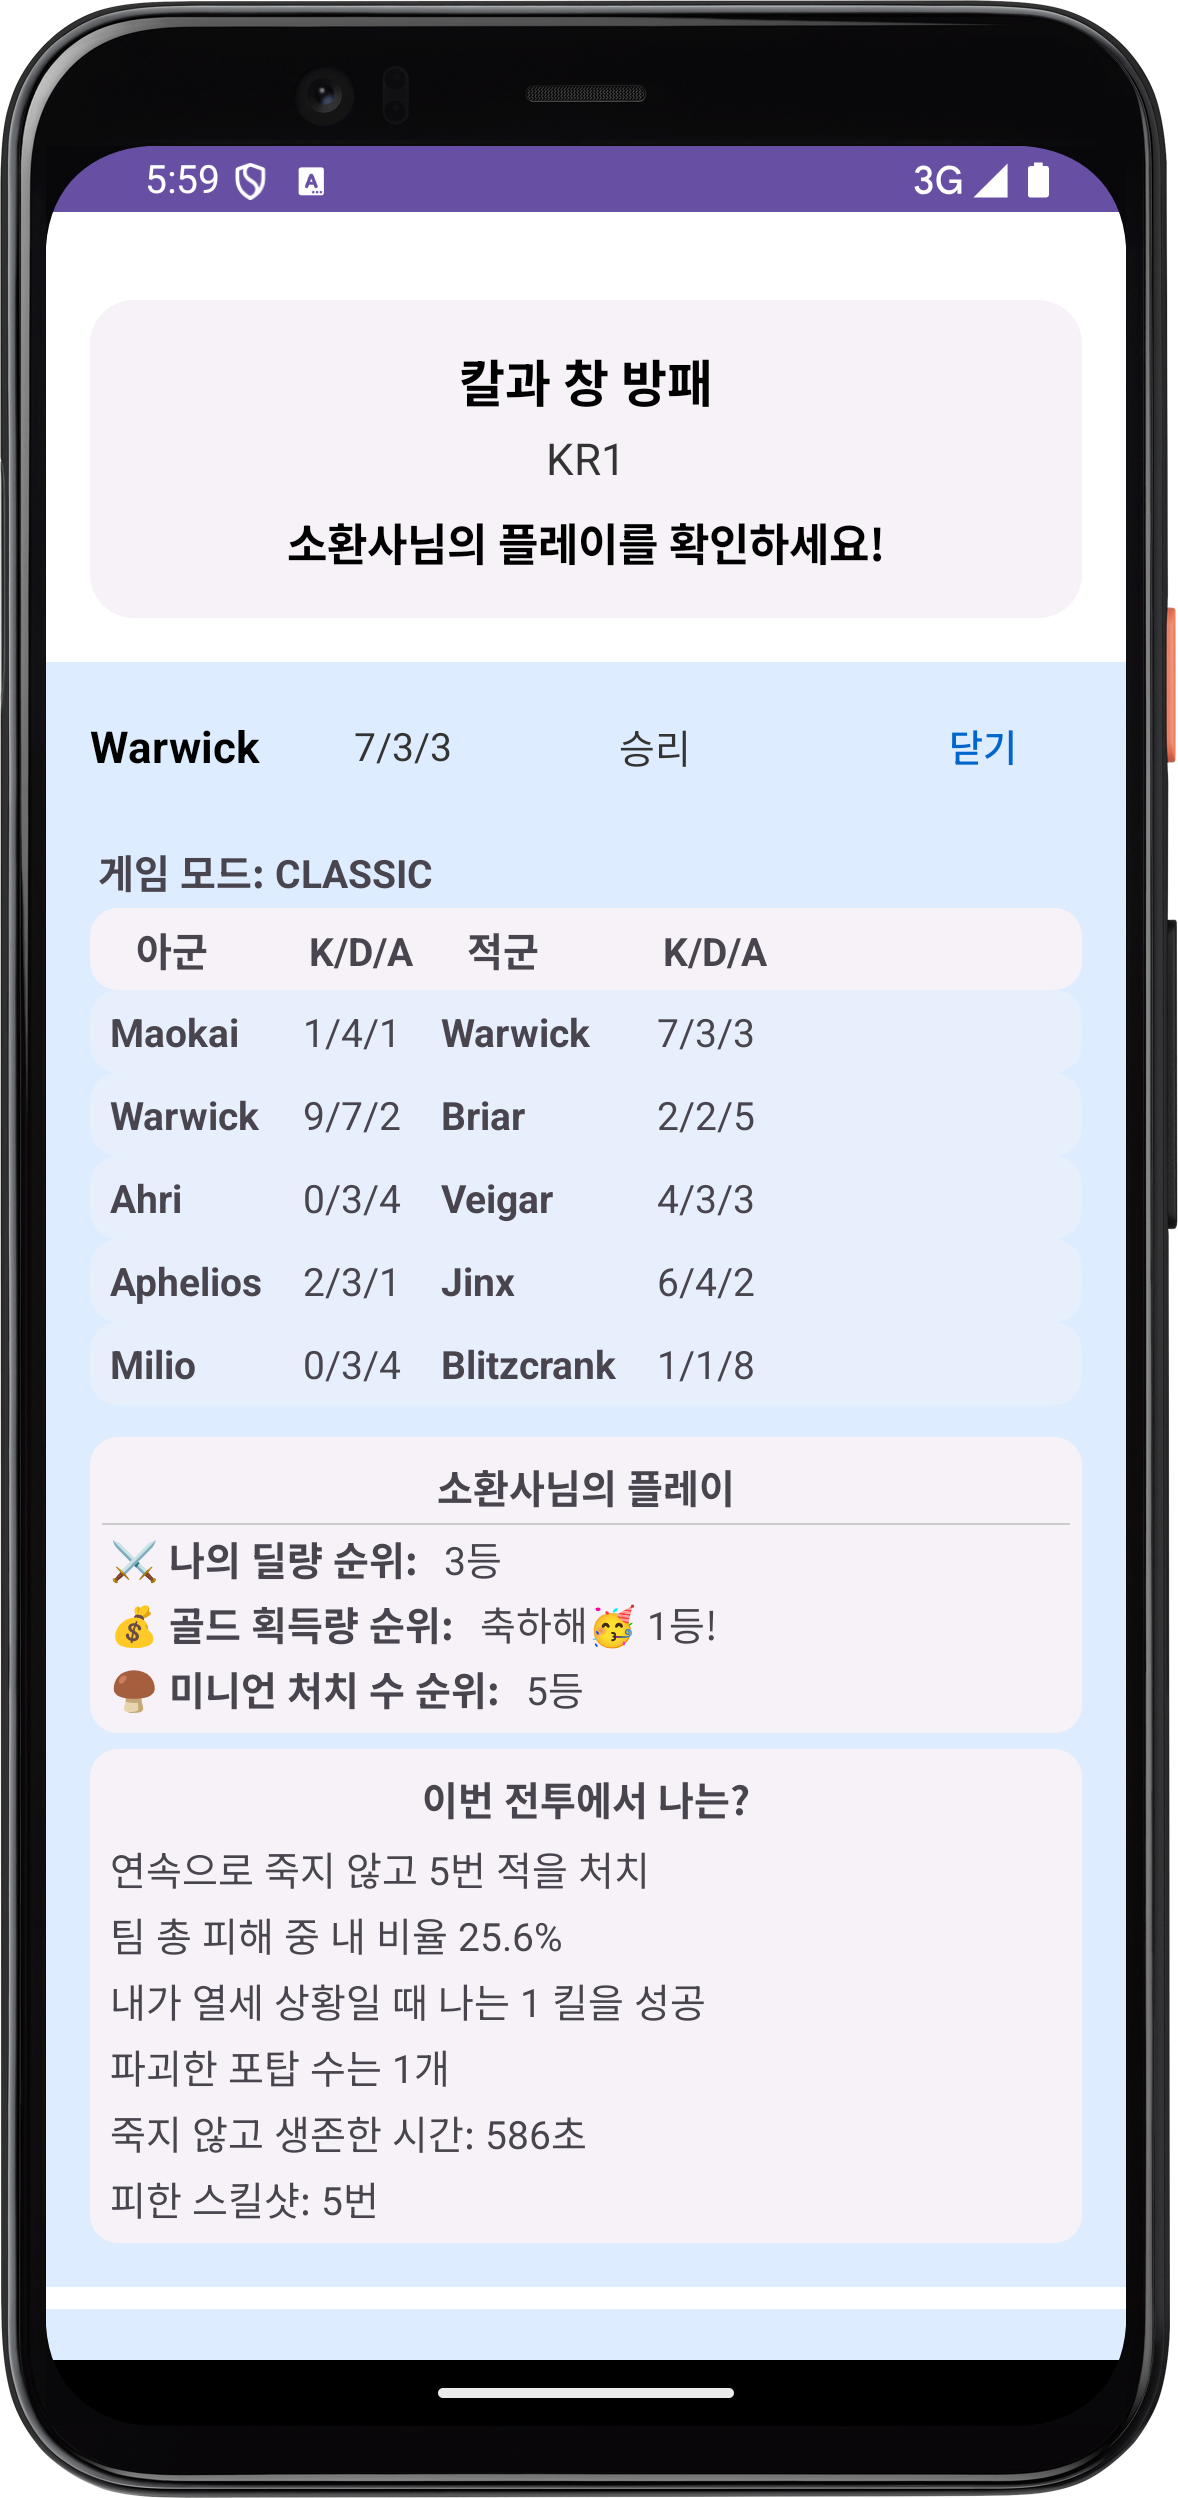 5:59 3G
칼과 창 방패
KR1
소환사님의 플레이를 확인하세요!
Warwick 7/3/3 승리 닫기
게임 모드: CLASSIC
아군 K/D/A 적군 K/D/A
Maokai 1/4/1 Warwick 7/3/3
Warwick 9/7/2 Briar 2/2/5
Ahri 0/3/4 Veigar 4/3/3
Aphelios 2/3/1 Jinx 6/4/2
Milio 0/3/4 Blitzcrank 1/1/8
소환사님의 플레이
⚔️ 나의 딜량 순위: 3등
💰 골드 획득량 순위: 축하해🥳 1등!
🍄‍🟫 미니언 처치 수 순위: 5등
이번 전투에서 나는?
연속으로 죽지 않고 5번 적을 처치
팀 총 피해 중 내 비율 25.6%
내가 열세 상황일 때 나는 1 킬을 성공
파괴한 포탑 수는 1개
죽지 않고 생존한 시간: 586초
피한 스킬샷: 5번